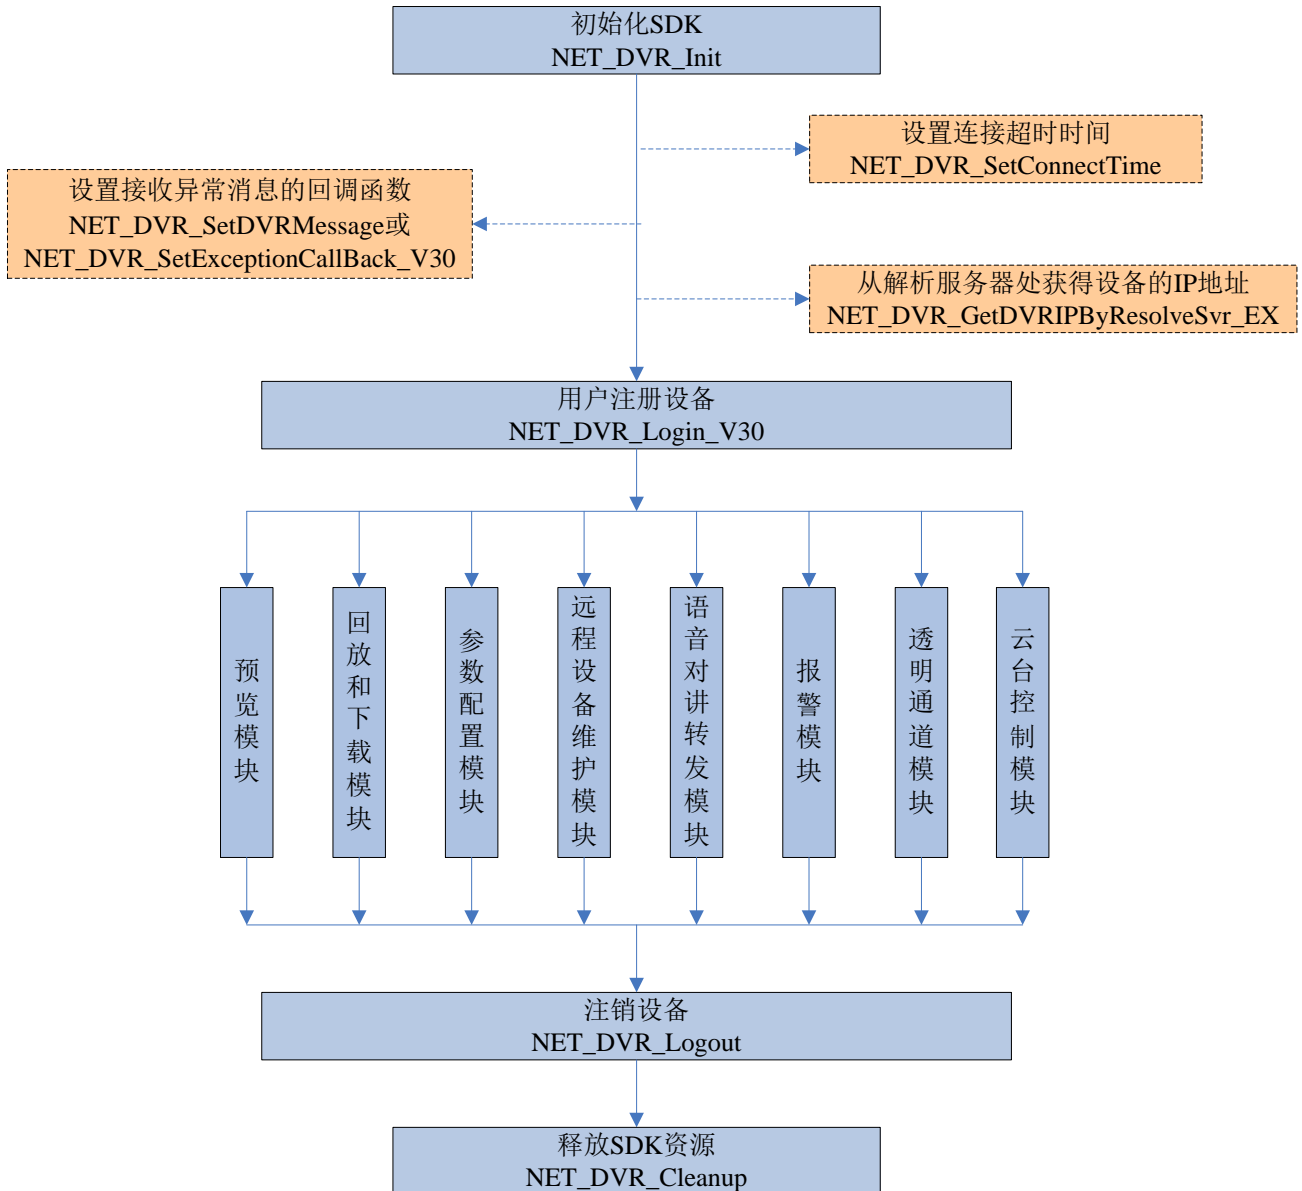 初始化SDK
NET_DVR_Init
设置连接超时时间
NET_DVR_SetConnectTime
设置接收异常消息的回调函数
NET_DVR_SetDVRMessage或
NET_DVR_SetExceptionCallBack_V30
从解析服务器处获得设备的IP地址
NET_DVR_GetDVRIPByResolveSvr_EX
用户注册设备
NET_DVR_Login_V30
预览模块
回放和下载模块
参数配置模块
远程设备维护模块
语音对讲转发模块
报警模块
透明通道模块
云台控制模块
注销设备
NET_DVR_Logout
释放SDK资源
NET_DVR_Cleanup